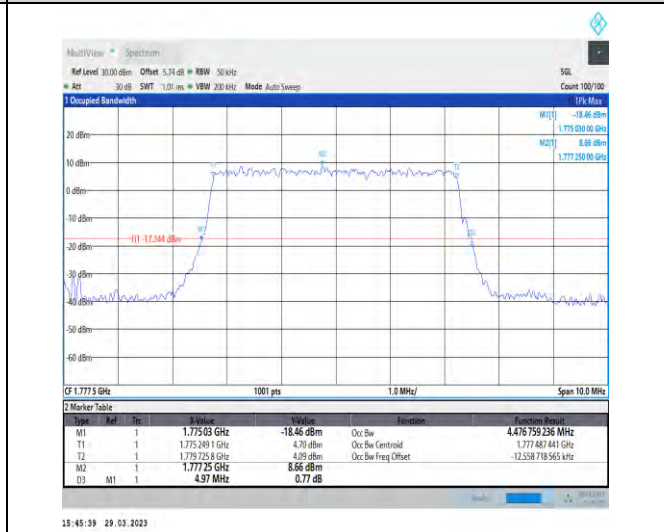 MultiView Spectrum
Ref Level 30.00 dBm Offset 5.74 dB RBW 50 kHz SGL
Att 30 dB SWT 1.01 ms VBW 200 kHz Mode Auto Sweep Count 100/100
1 Occupied Bandwidth 1Pk Max
M1[1] -18.46 dBm
1.775 030 00 GHz
M2[1] 8.66 dBm
1.777 250 00 GHz
20 dBm
10 dBm
M2
T1
T2
0 dBm
-10 dBm
M1
H1 -17.344 dBm
D3
-20 dBm
-30 dBm
-40 dBm
-50 dBm
-60 dBm
CF 1.777 5 GHz 1001 pts 1.0 MHz/ Span 10.0 MHz
2 Marker Table
Type Ref Trc X-Value Y-Value Function Function Result
M1 1 1.775 03 GHz -18.46 dBm Occ Bw 4.476 759 236 MHz
T1 1 1.775 249 1 GHz 4.70 dBm Occ Bw Centroid 1.777 487 441 GHz
T2 1 1.779 725 8 GHz 4.09 dBm Occ Bw Freq Offset -12.558 718 565 kHz
M2 1 1.777 25 GHz 8.66 dBm
D3 M1 1 4.97 MHz 0.77 dB
15:45:39 29.03.2023